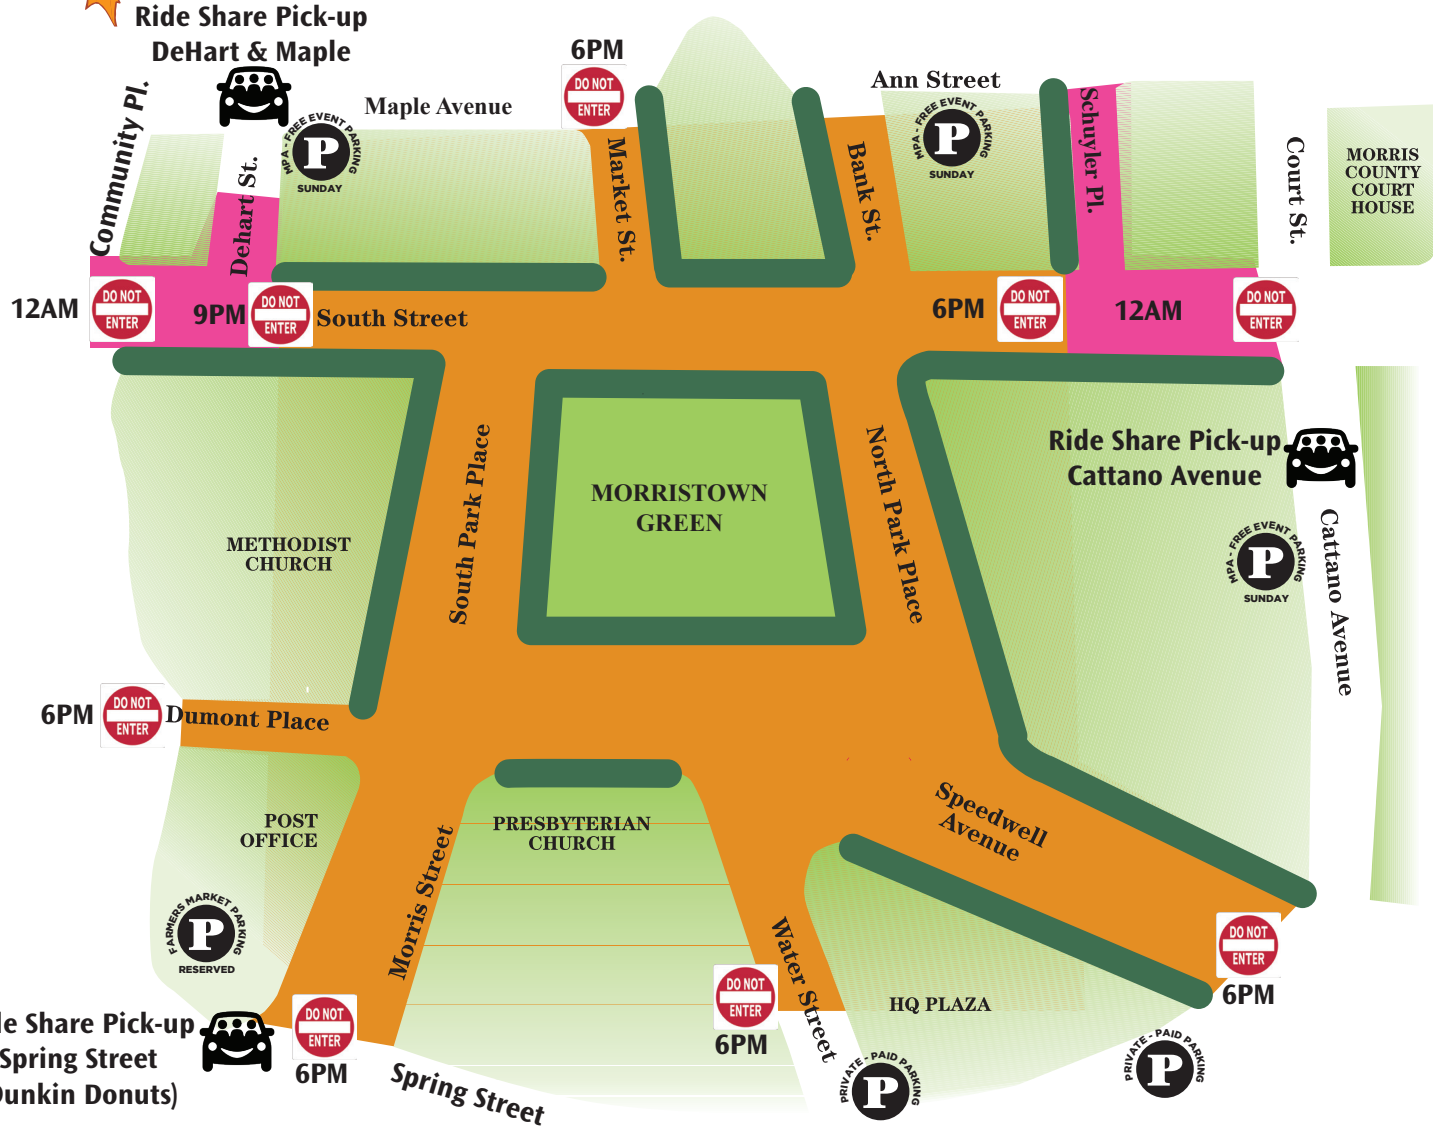 Ride Share Pick-up
DeHart & Maple
6PM
DO NOT
ENTER
Ann Street
Maple Avenue
Community Pl.
MPA - FREE EVENT PARKING
P
SUNDAY
MPA - FREE EVENT PARKING
P
SUNDAY
Dehart St.
Market St.
Bank St.
Schuyler Pl.
Court St.
MORRIS
COUNTY
COURT
HOUSE
12AM
DO NOT
ENTER
9PM
DO NOT
ENTER
South Street
6PM
DO NOT
ENTER
12AM
DO NOT
ENTER
Ride Share Pick-up
Cattano Avenue
South Park Place
MORRISTOWN
GREEN
North Park Place
METHODIST
CHURCH
MPA - FREE EVENT PARKING
P
SUNDAY
Cattano Avenue
6PM
DO NOT
ENTER
Dumont Place
POST
OFFICE
PRESBYTERIAN
CHURCH
Speedwell
Avenue
Morris Street
FARMERS MARKET PARKING
P
RESERVED
Water Street
DO NOT
ENTER
6PM
DO NOT
ENTER
6PM
HQ PLAZA
le Share Pick-up
Spring Street
Dunkin Donuts)
DO NOT
ENTER
6PM
Spring Street
PRIVATE - PAID PARKING
P
PRIVATE - PAID PARKING
P